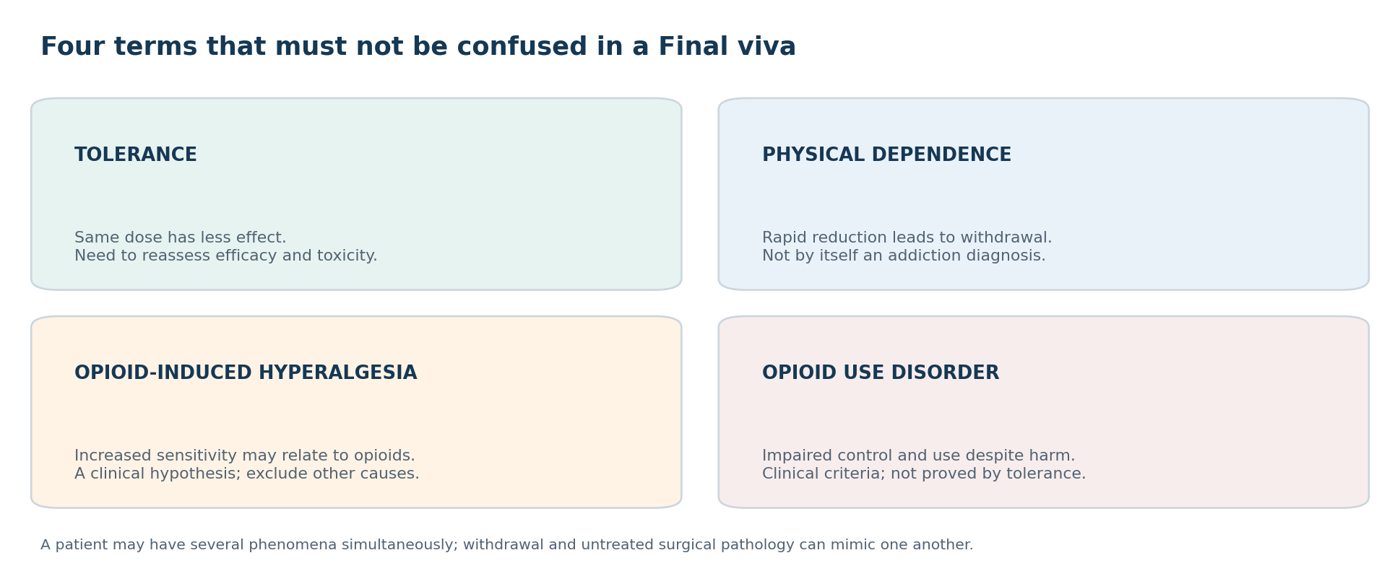 Four terms that must not be confused in a Final viva
TOLERANCE
Same dose has less effect.
Need to reassess efficacy and toxicity.
PHYSICAL DEPENDENCE
Rapid reduction leads to withdrawal.
Not by itself an addiction diagnosis.
OPIOID-INDUCED HYPERALGESIA
Increased sensitivity may relate to opioids.
A clinical hypothesis; exclude other causes.
OPIOID USE DISORDER
Impaired control and use despite harm.
Clinical criteria; not proved by tolerance.
A patient may have several phenomena simultaneously; withdrawal and untreated surgical pathology can mimic one another.